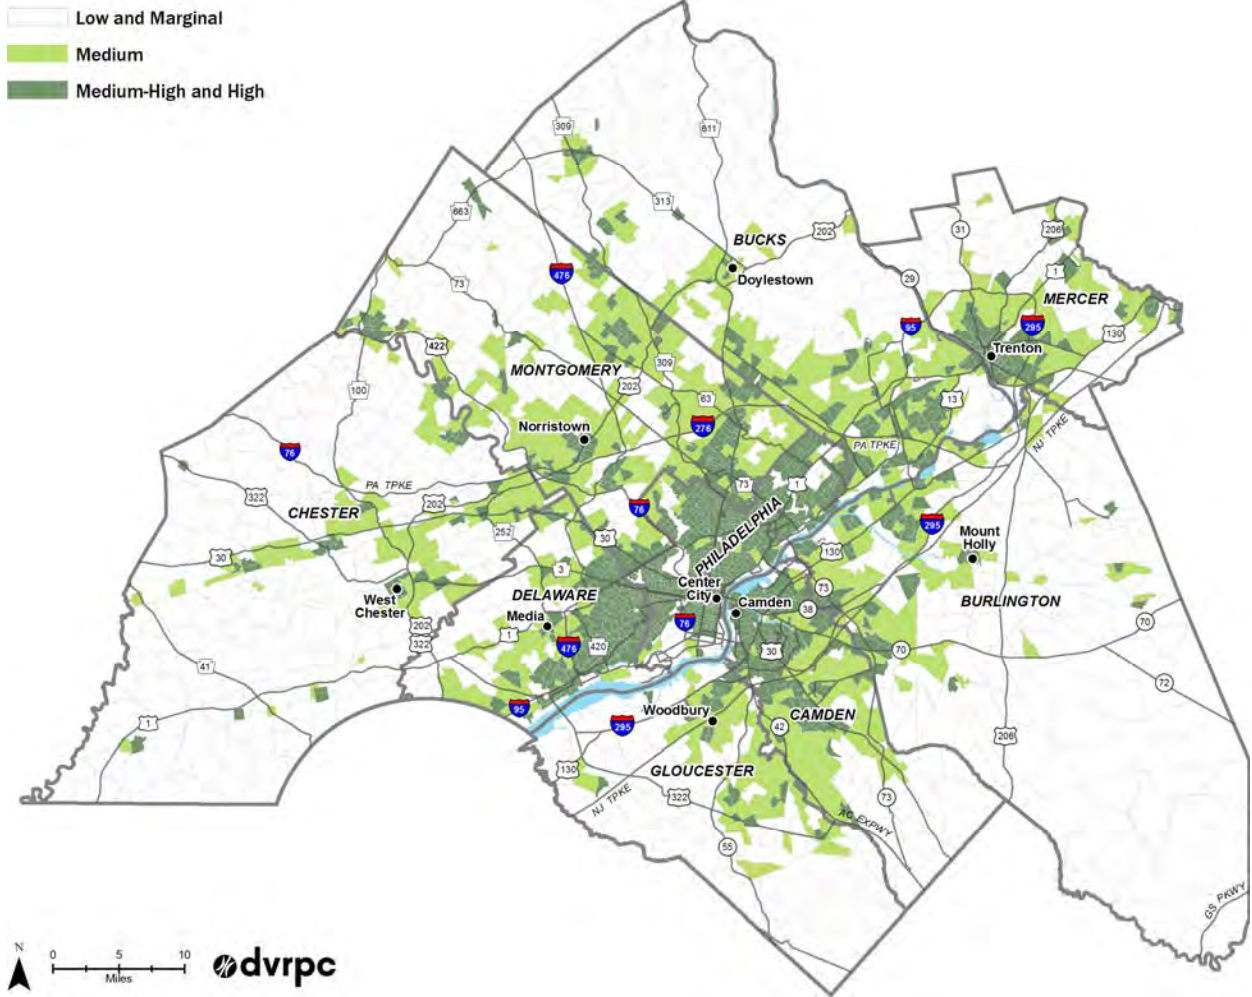 Low and Marginal
Medium
Medium-High and High
309
611
663
313
BUCKS
202
31
206
476
Doylestown
29
1
MERCER
73
95
295
130
422
Trenton
MONTGOMERY
309
202
100
63
13
Norristown
276
PA TPKE
NJ TPKE
76
PA TPKE
322
73
1
CHESTER
202
76
PHILADELPHIA
295
252
30
130
Mount
Holly
30
3
Center
City
73
West
Chester
DELAWARE
Camden
38
BURLINGTON
Media
202
1
76
70
322
476
420
30
70
41
72
95
Woodbury
CAMDEN
1
295
42
206
130
GLOUCESTER
NJ TPKE
322
73
AC EXPWY
55
GS PKWY
N
0 5 10
Miles
dvrpc